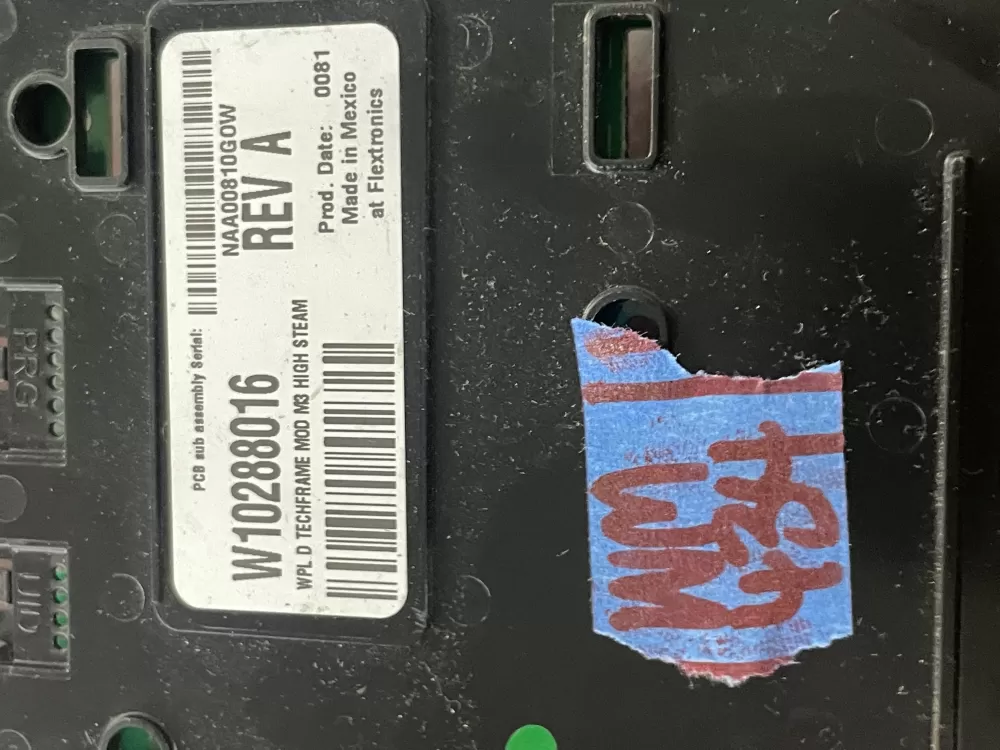 PCB sub assembly Serial:
NAA00810G0W
W10288016
REV A
WPL D TECHFRAME MOD M3 HIGH STEAM
Prod. Date: 0081
Made in Mexico
at Flextronics
PRG
UID
WM